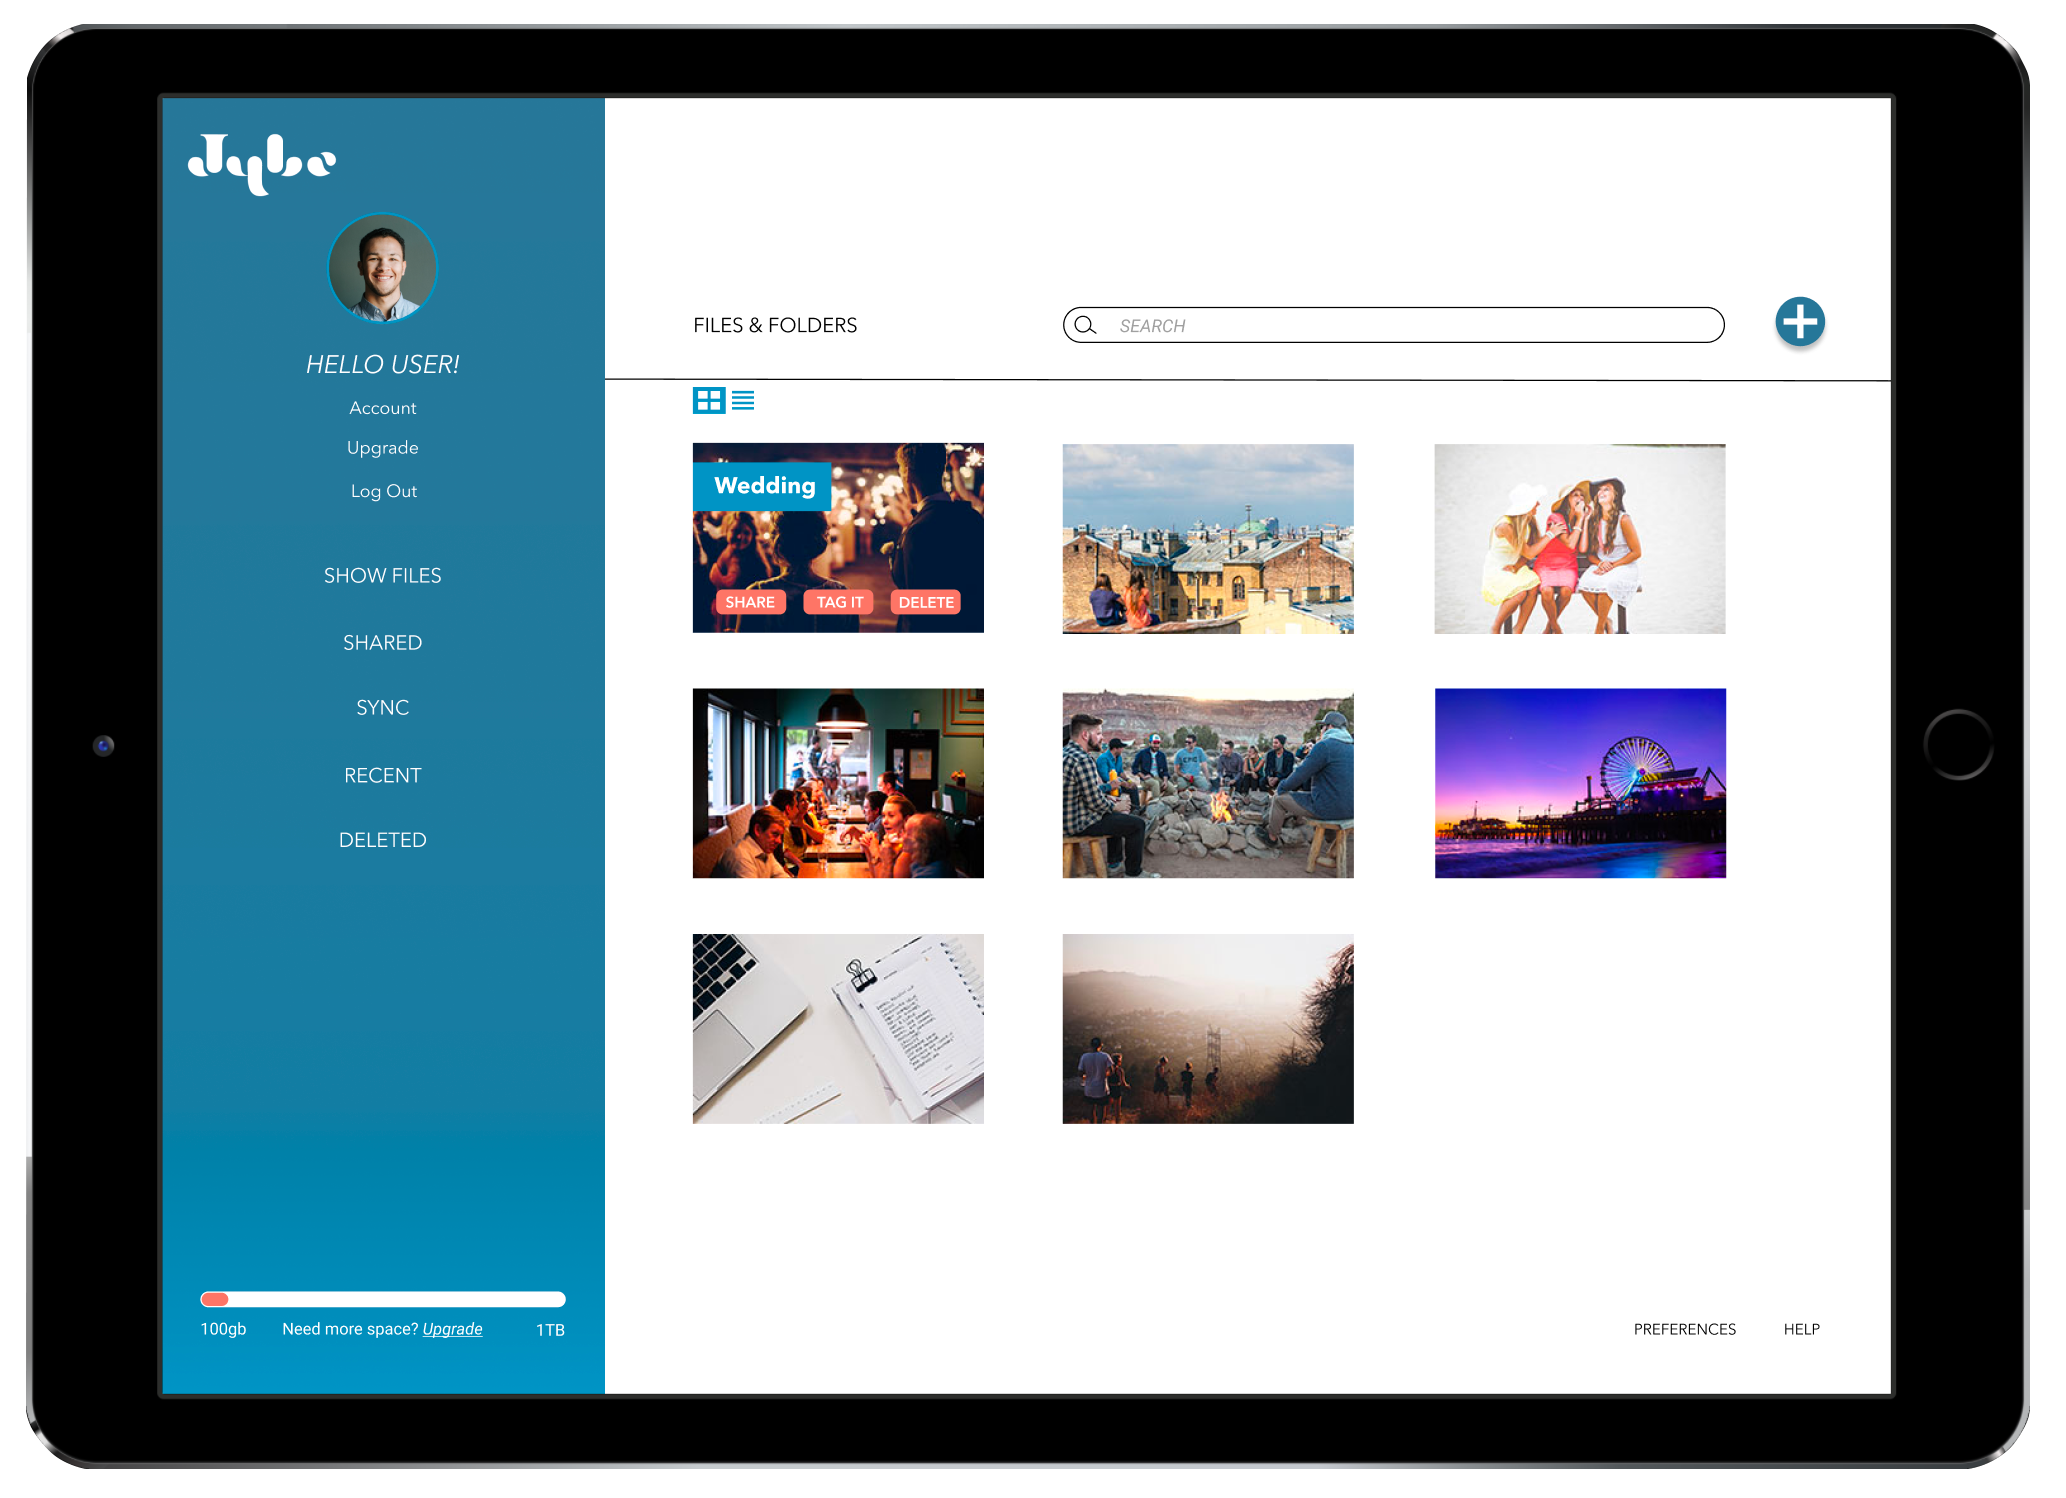 Jybe
HELLO USER!
Account
Upgrade
Log Out
SHOW FILES
SHARED
SYNC
RECENT
DELETED
100gb Need more space? Upgrade 1TB
FILES & FOLDERS
SEARCH
Wedding
SHARE TAG IT DELETE
EPIC
PREFERENCES HELP